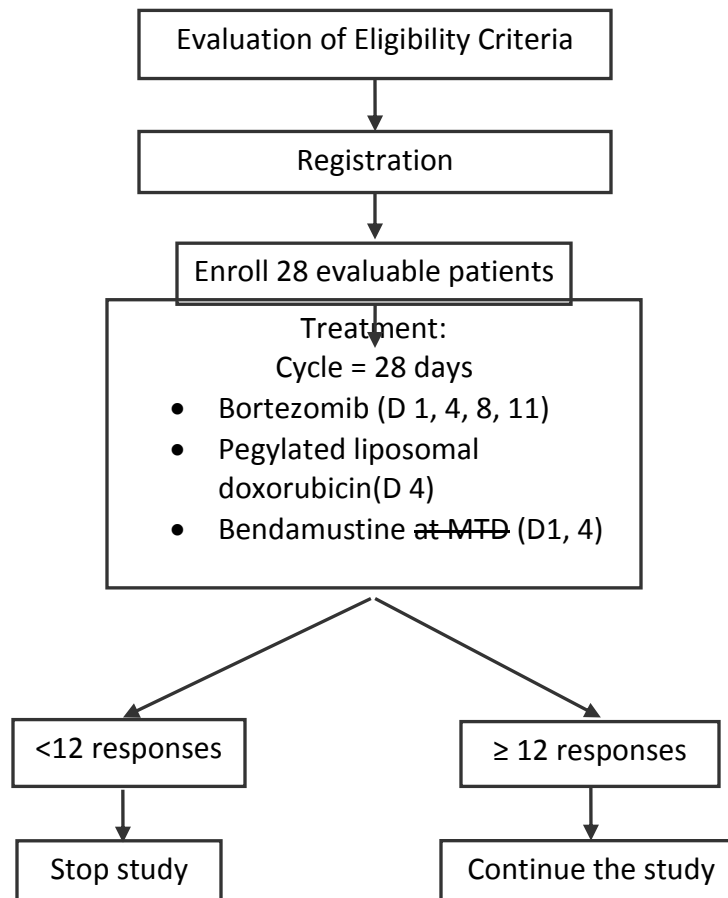 Evaluation of Eligibility Criteria
Registration
Enroll 28 evaluable patients
Treatment:
Cycle = 28 days
• Bortezomib (D 1, 4, 8, 11)
• Pegylated liposomal
doxorubicin(D 4)
• Bendamustine at MTD (D1, 4)
<12 responses
≥ 12 responses
Stop study
Continue the study